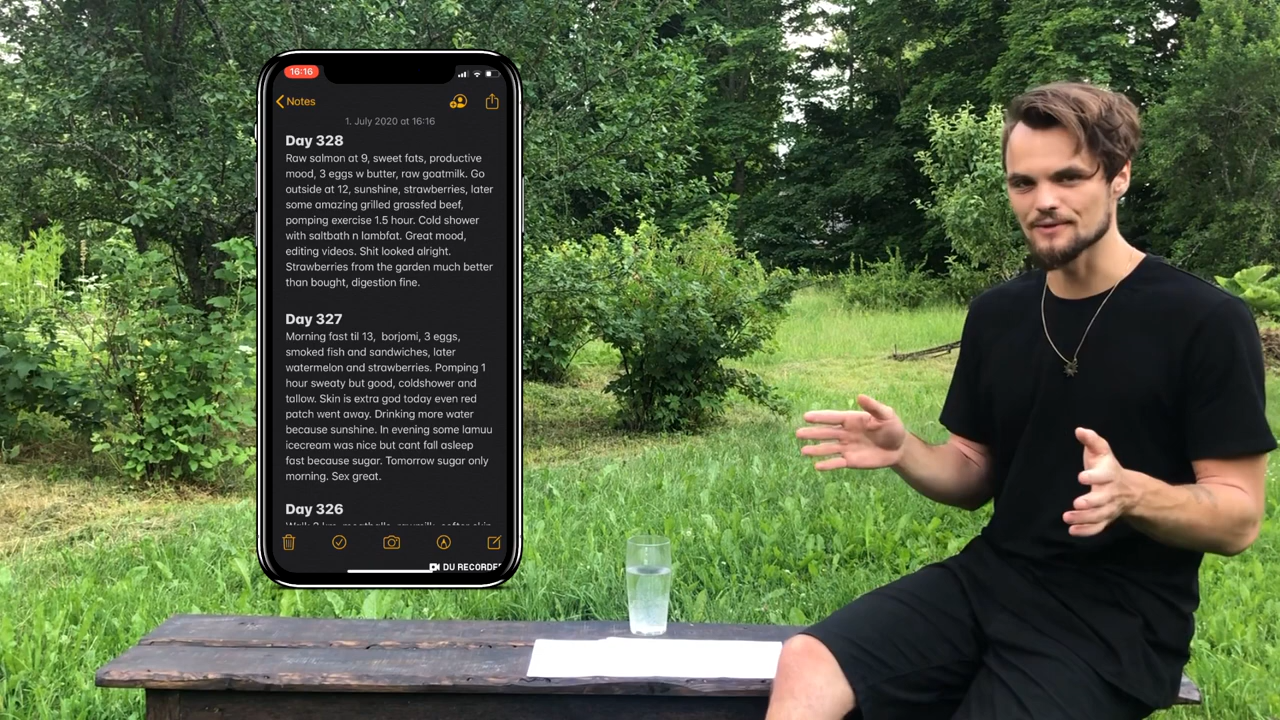 16:16
Notes
1. July 2020 at 16:16
Day 328
Raw salmon at 9, sweet fats, productive
mood, 3 eggs w butter, raw goatmilk. Go
outside at 12, sunshine, strawberries, later
some amazing grilled grassfed beef,
pomping exercise 1.5 hour. Cold shower
with saltbath n lambfat. Great mood,
editing videos. Shit looked alright.
Strawberries from the garden much better
than bought, digestion fine.
Day 327
Morning fast til 13, borjomi, 3 eggs,
smoked fish and sandwiches, later
watermelon and strawberries. Pomping 1
hour sweaty but good, coldshower and
tallow. Skin is extra god today even red
patch went away. Drinking more water
because sunshine. In evening some lamuu
icecream was nice but cant fall asleep
fast because sugar. Tomorrow sugar only
morning. Sex great.
Day 326
DU RECORDE